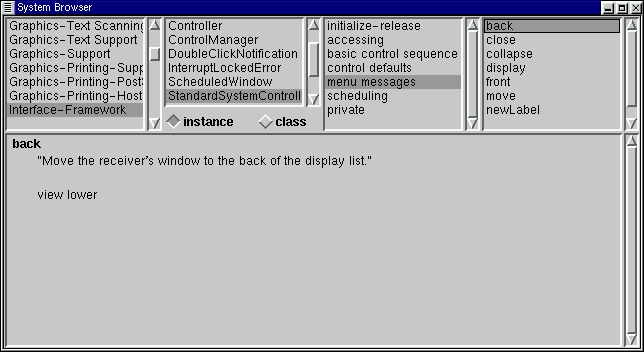 System Browser
Graphics-Text Scanning
Graphics-Text Support
Graphics-Support
Graphics-Printing-Supp
Graphics-Printing-Post
Graphics-Printing-Host
Interface-Framework
Controller
ControlManager
DoubleClickNotification
InterruptLockedError
ScheduledWindow
StandardSystemControll
instance
class
initialize-release
accessing
basic control sequence
control defaults
menu messages
scheduling
private
back
close
collapse
display
front
move
newLabel
back
"Move the receiver's window to the back of the display list."
view lower